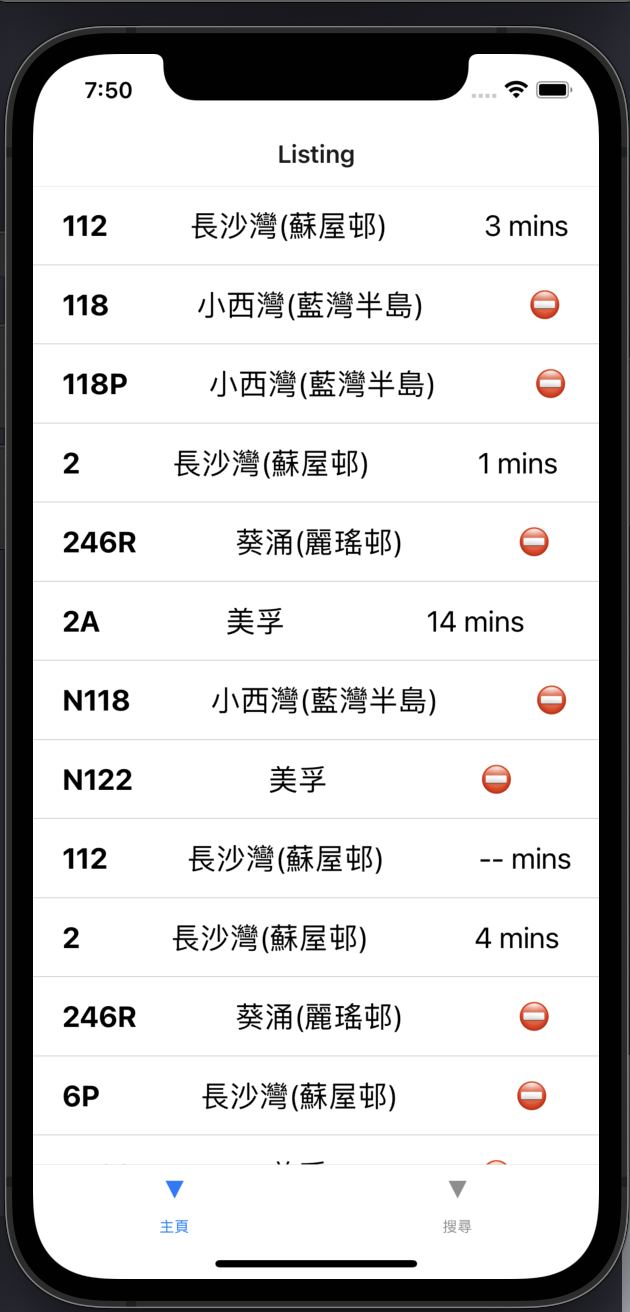 7:50
Listing
112 長沙灣(蘇屋邨) 3 mins
118 小西灣(藍灣半島)
118P 小西灣(藍灣半島)
2 長沙灣(蘇屋邨) 1 mins
246R 葵涌(麗瑤邨)
2A 美孚 14 mins
N118 小西灣(藍灣半島)
N122 美孚
112 長沙灣(蘇屋邨) -- mins
2 長沙灣(蘇屋邨) 4 mins
246R 葵涌(麗瑤邨)
6P 長沙灣(蘇屋邨)
主頁 搜尋